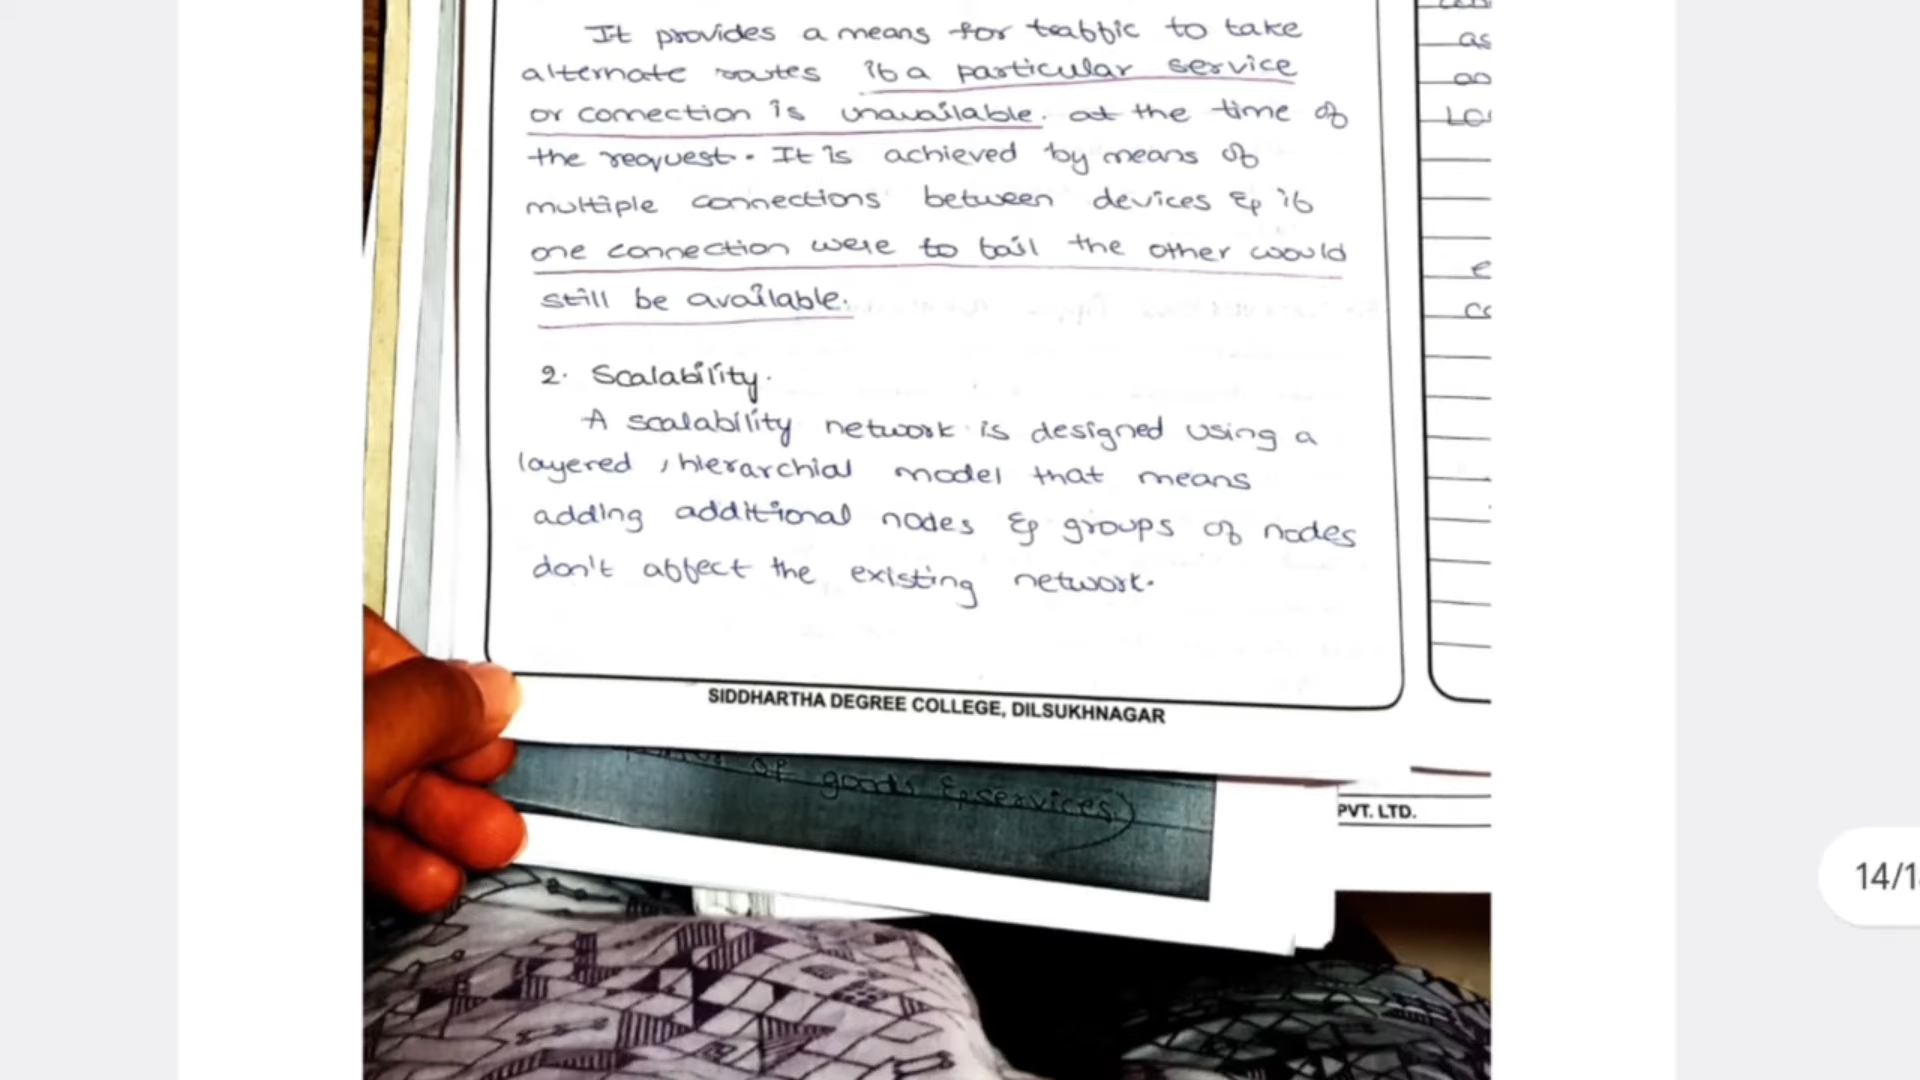 It provides a means for traffic to take
alternate routes if a particular service
or connection is unavailable. at the time of
the request. It is achieved by means of
multiple connections between devices & if
one connection were to fail the other would
still be available.
2. Scalability.
A scalability network is designed using a
layered, hierarchial model that means
adding additional nodes & groups of nodes
don't affect the existing network.
SIDDHARTHA DEGREE COLLEGE, DILSUKHNAGAR
of goods & services)
PVT. LTD.
as
e
14/1